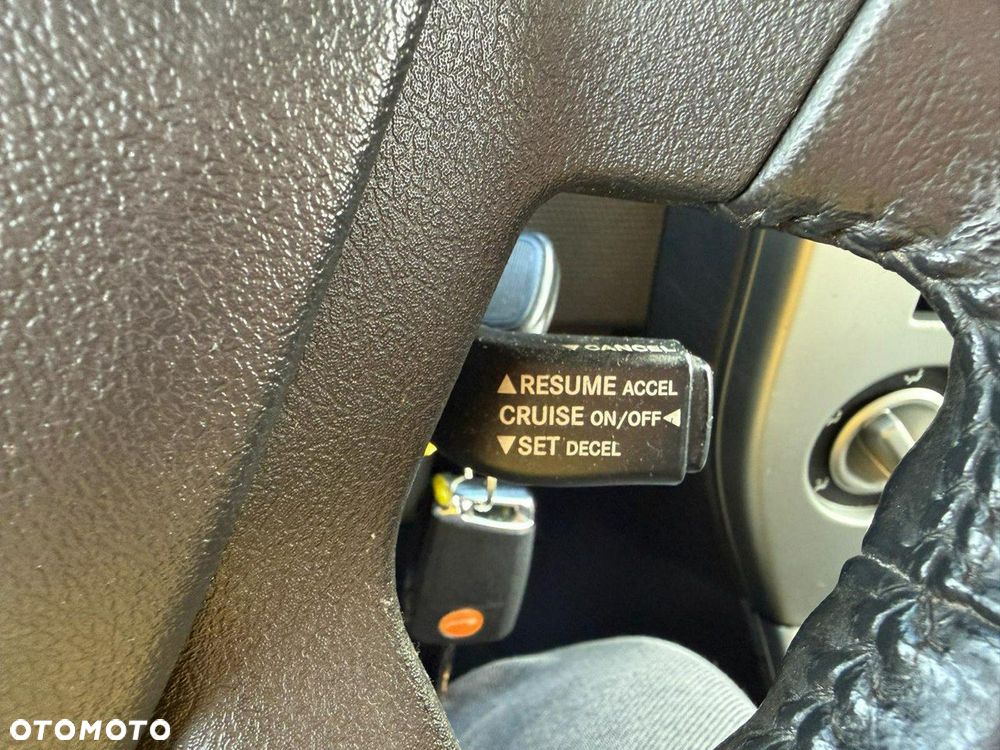 ▼ CANCEL
▲RESUME ACCEL
CRUISE ON/OFF◄
▼SET DECEL
OTOMOTO